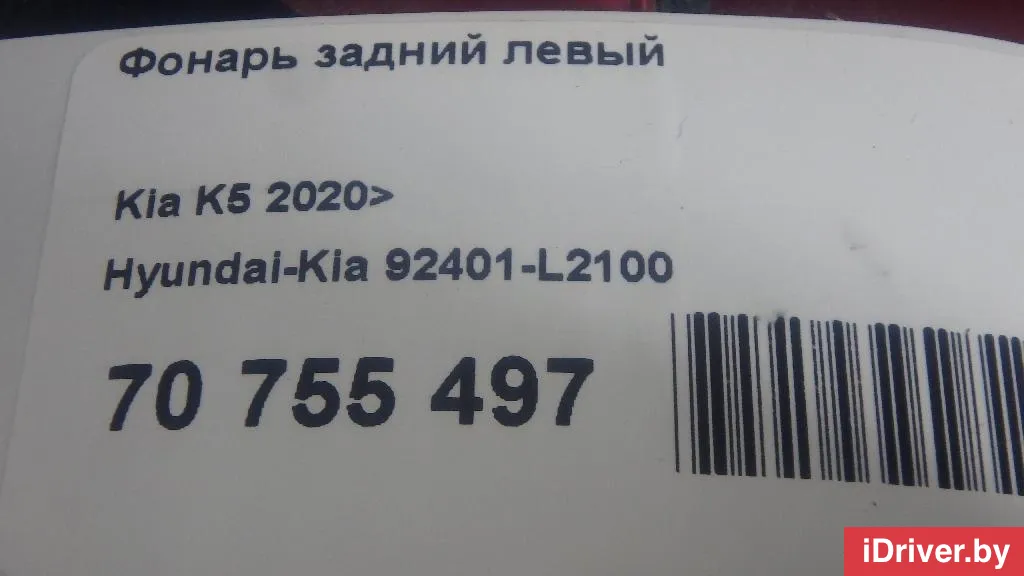 Фонарь задний левый
Kia K5 2020>
Hyundai-Kia 92401-L2100
70 755 497
iDriver.by